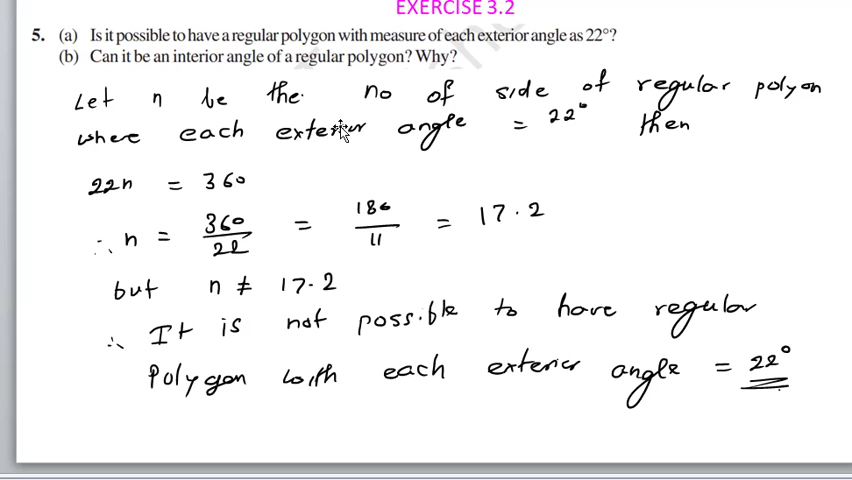 EXERCISE 3.2
5. (a) Is it possible to have a regular polygon with measure of each exterior angle as 22°?
(b) Can it be an interior angle of a regular polygon? Why?
Let n be the no of side of regular polyon
where each exterior angle = 22° then
22n = 360
∴ n = 360/22 = 180/11 = 17.2
but n ≠ 17.2
∴ It is not possible to have regular
Polygon with each exterior angle = 22°